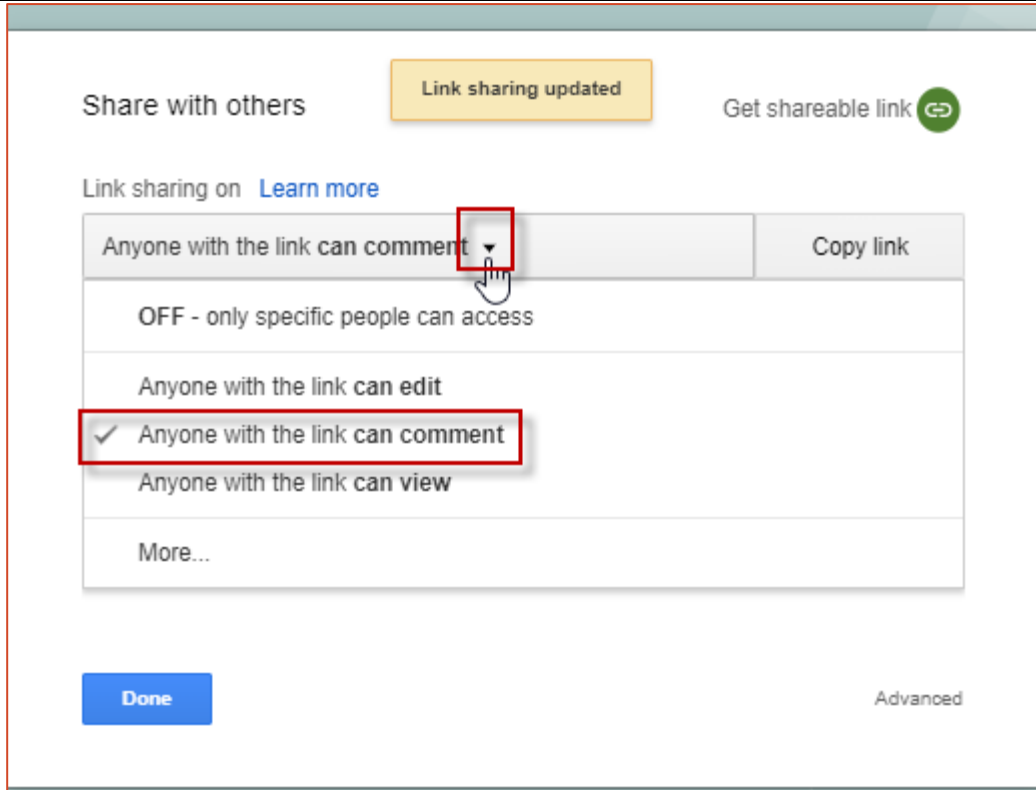 Link sharing updated
Share with others
Get shareable link
Link sharing on Learn more
Anyone with the link can comment
Copy link
OFF - only specific people can access
Anyone with the link can edit
Anyone with the link can comment
Anyone with the link can view
More...
Done
Advanced